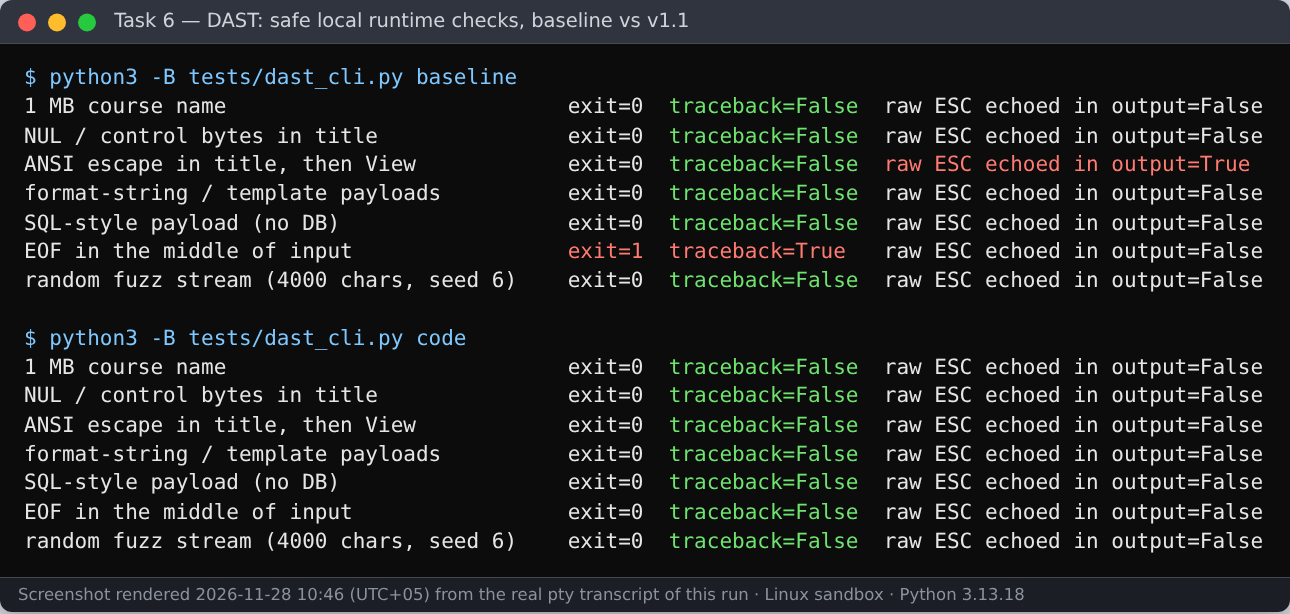 Task 6 — DAST: safe local runtime checks, baseline vs v1.1
$ python3 -B tests/dast_cli.py baseline
1 MB course name exit=0 traceback=False raw ESC echoed in output=False
NUL / control bytes in title exit=0 traceback=False raw ESC echoed in output=False
ANSI escape in title, then View exit=0 traceback=False raw ESC echoed in output=True
format-string / template payloads exit=0 traceback=False raw ESC echoed in output=False
SQL-style payload (no DB) exit=0 traceback=False raw ESC echoed in output=False
EOF in the middle of input exit=1 traceback=True raw ESC echoed in output=False
random fuzz stream (4000 chars, seed 6) exit=0 traceback=False raw ESC echoed in output=False
$ python3 -B tests/dast_cli.py code
1 MB course name exit=0 traceback=False raw ESC echoed in output=False
NUL / control bytes in title exit=0 traceback=False raw ESC echoed in output=False
ANSI escape in title, then View exit=0 traceback=False raw ESC echoed in output=False
format-string / template payloads exit=0 traceback=False raw ESC echoed in output=False
SQL-style payload (no DB) exit=0 traceback=False raw ESC echoed in output=False
EOF in the middle of input exit=0 traceback=False raw ESC echoed in output=False
random fuzz stream (4000 chars, seed 6) exit=0 traceback=False raw ESC echoed in output=False
Screenshot rendered 2026-11-28 10:46 (UTC+05) from the real pty transcript of this run · Linux sandbox · Python 3.13.18